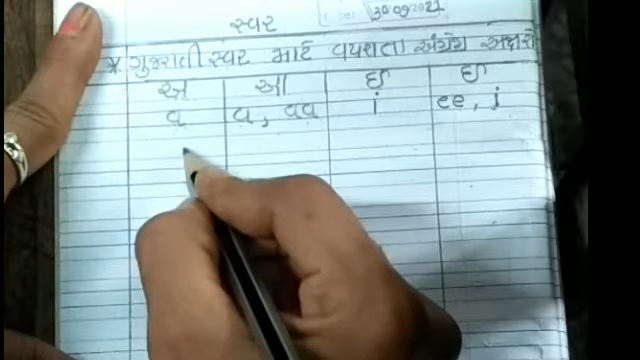 સ્વર
30/09/2021
* ગુજરાતી સ્વર માટે વપરાતા અંગ્રેજી અક્ષરો
અ આ ઇ ઈ
a a, aa i ee, i